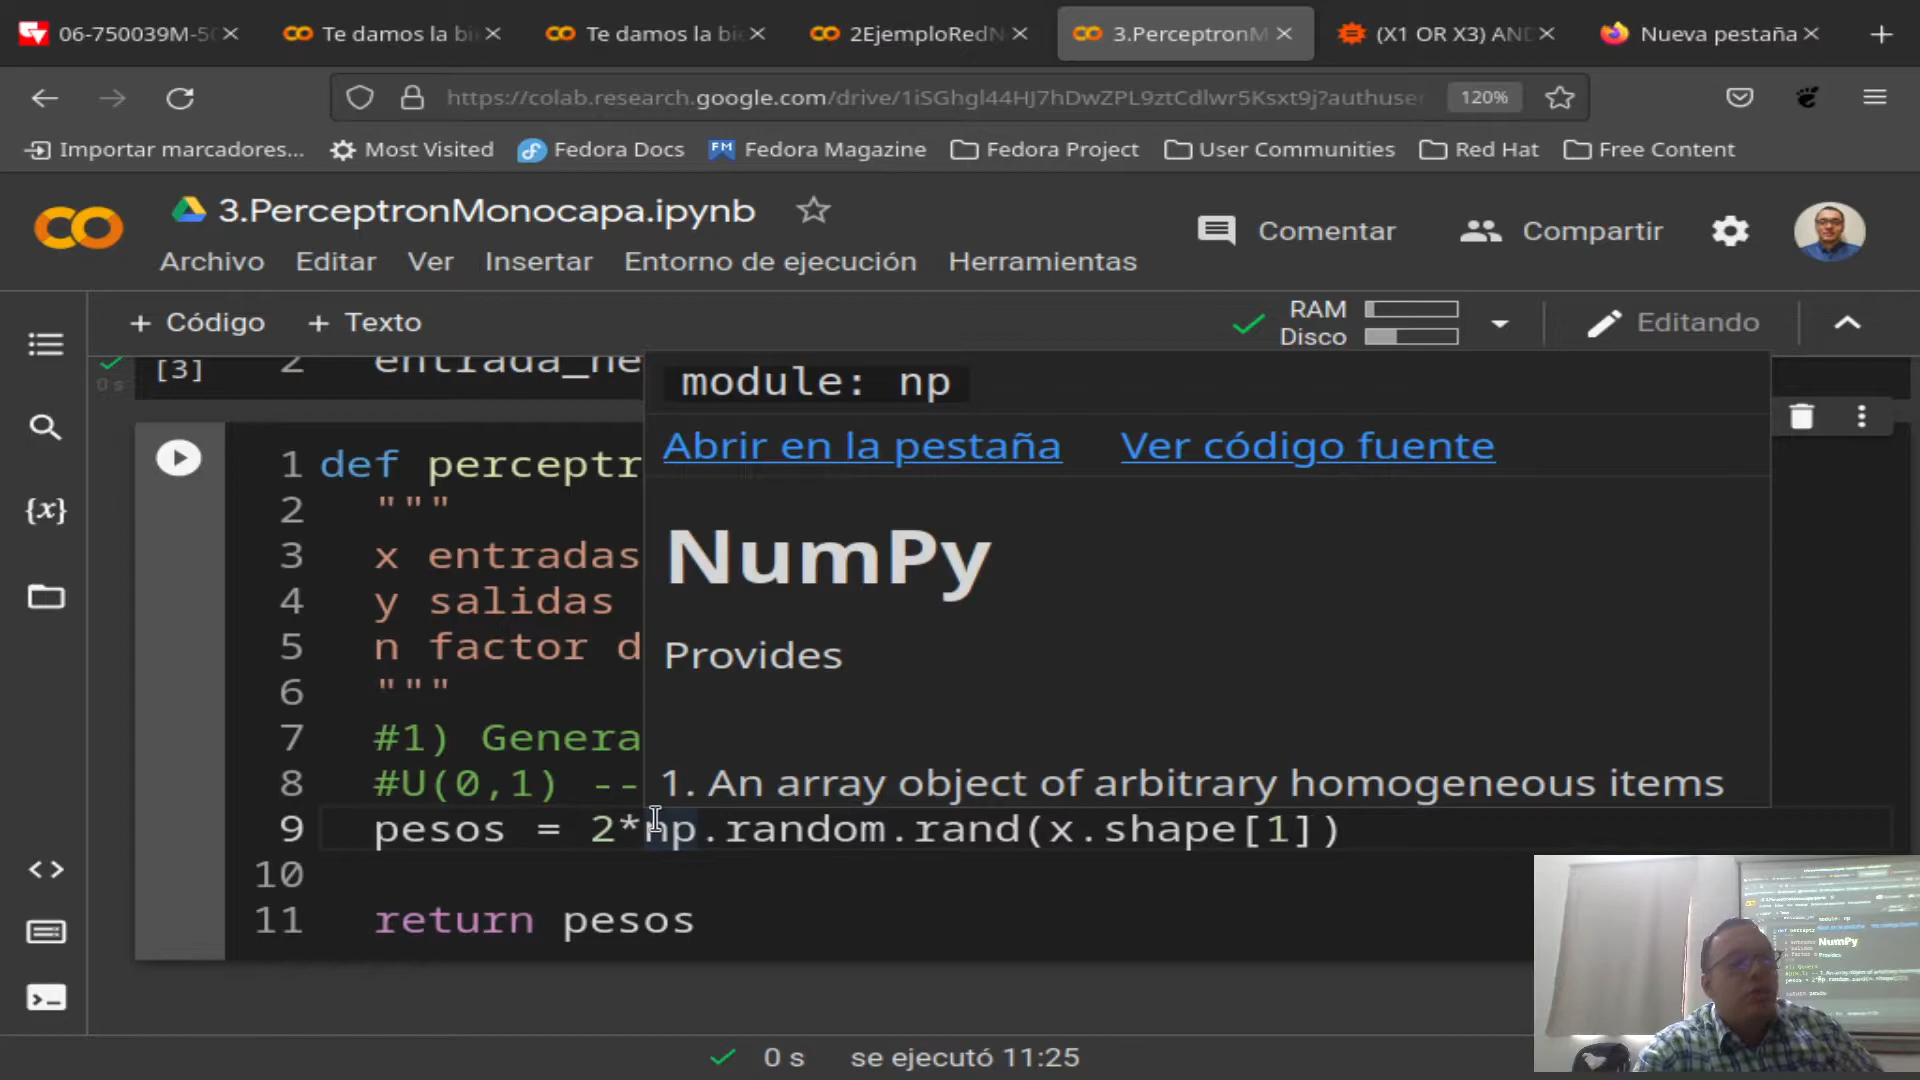 06-750039M-50
Te damos la bie
Te damos la bie
2EjemploRedN
3.PerceptronM
(X1 OR X3) AND
Nueva pestaña
https://colab.research.google.com/drive/1iSGhgl44HJ7hDwZPL9ztCdlwr5Ksxt9j?authuser
120%
Importar marcadores...
Most Visited
Fedora Docs
FM
Fedora Magazine
Fedora Project
User Communities
Red Hat
Free Content
3.PerceptronMonocapa.ipynb
Comentar
Compartir
Archivo
Editar
Ver
Insertar
Entorno de ejecución
Herramientas
+ Código
+ Texto
RAM
Disco
Editando
0 s
[3]
2 entrada_ne
module: np
Abrir en la pestaña
Ver código fuente
NumPy
Provides
1. An array object of arbitrary homogeneous items
1 def perceptr
2 """
3 x entradas
4 y salidas
5 n factor d
6 """
7 #1) Genera
8 #U(0,1) --
9 pesos = 2*np.random.rand(x.shape[1])
10
11 return pesos
{x}
0 s
se ejecutó 11:25